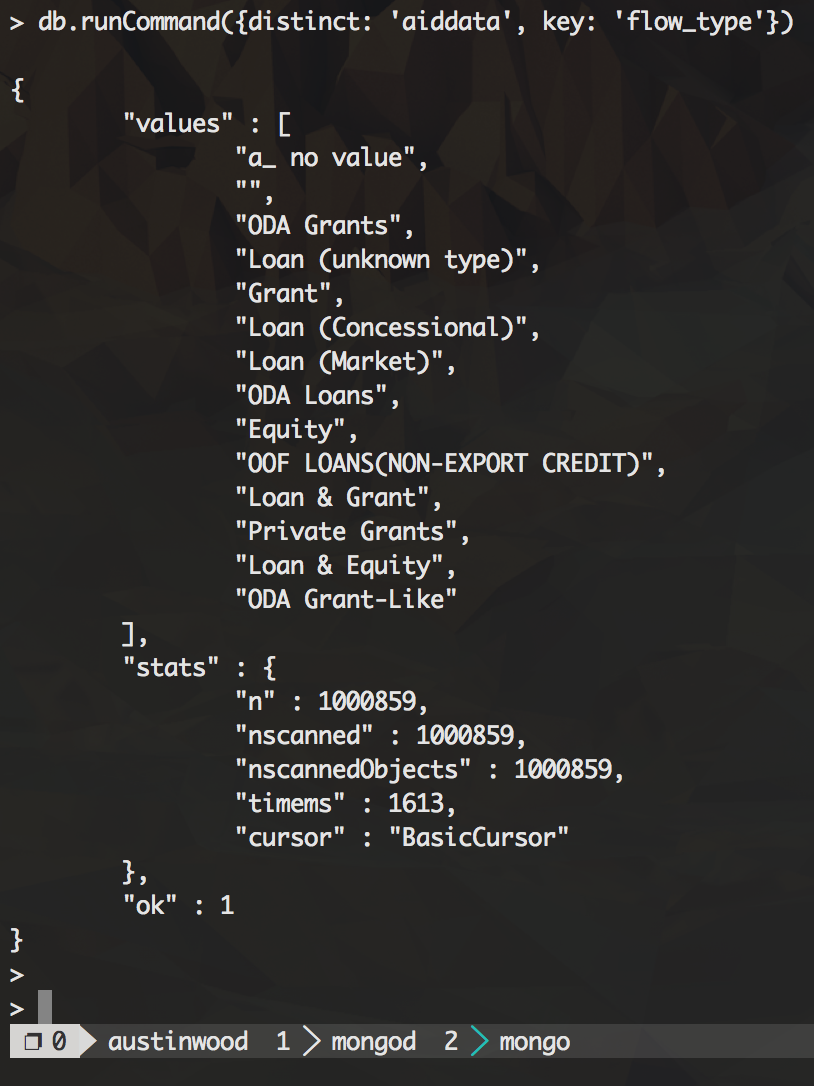 > db.runCommand({distinct: 'aiddata', key: 'flow_type'})
{
"values" : [
"a_ no value",
"",
"ODA Grants",
"Loan (unknown type)",
"Grant",
"Loan (Concessional)",
"Loan (Market)",
"ODA Loans",
"Equity",
"OOF LOANS(NON-EXPORT CREDIT)",
"Loan & Grant",
"Private Grants",
"Loan & Equity",
"ODA Grant-Like"
],
"stats" : {
"n" : 1000859,
"nscanned" : 1000859,
"nscannedObjects" : 1000859,
"timems" : 1613,
"cursor" : "BasicCursor"
},
"ok" : 1
}
>
>
❐ 0 austinwood 1 mongod 2 mongo